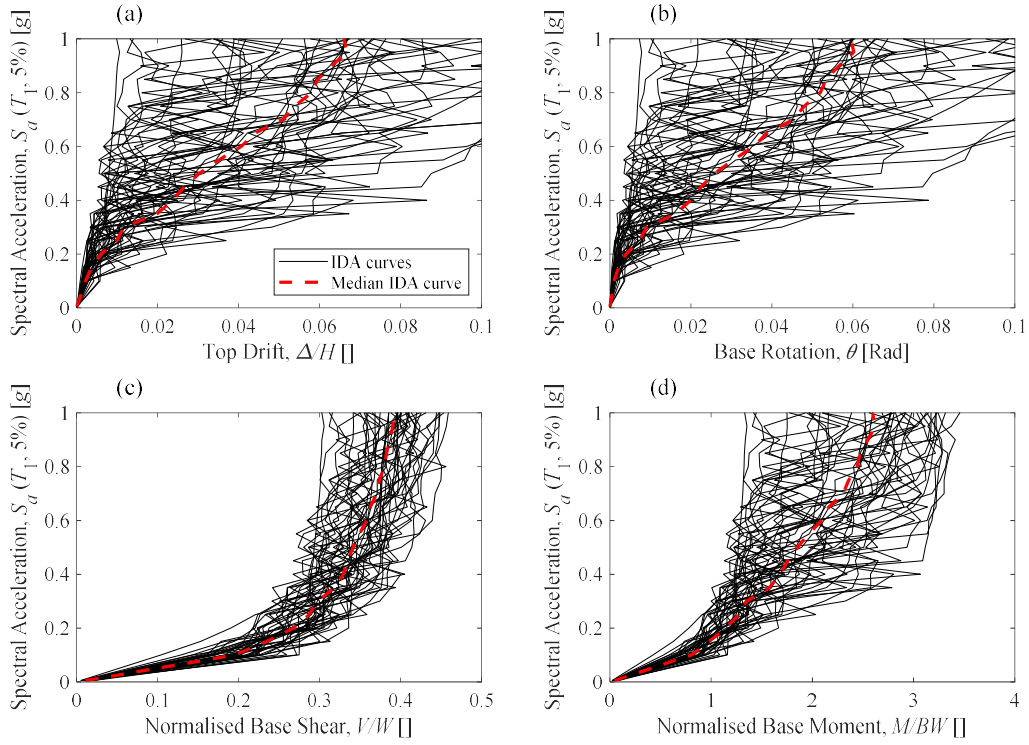 (a)
(b)
Spectral Acceleration, Sa (T1, 5%) [g]
1
0.8
0.6
0.4
0.2
0
IDA curves
Median IDA curve
0 0.02 0.04 0.06 0.08 0.1
Top Drift, Δ/H []
Spectral Acceleration, Sa (T1, 5%) [g]
1
0.8
0.6
0.4
0.2
0
0 0.02 0.04 0.06 0.08 0.1
Base Rotation, θ [Rad]
(c)
(d)
Spectral Acceleration, Sa (T1, 5%) [g]
1
0.8
0.6
0.4
0.2
0
0 0.1 0.2 0.3 0.4 0.5
Normalised Base Shear, V/W []
Spectral Acceleration, Sa (T1, 5%) [g]
1
0.8
0.6
0.4
0.2
0
0 1 2 3 4
Normalised Base Moment, M/BW []